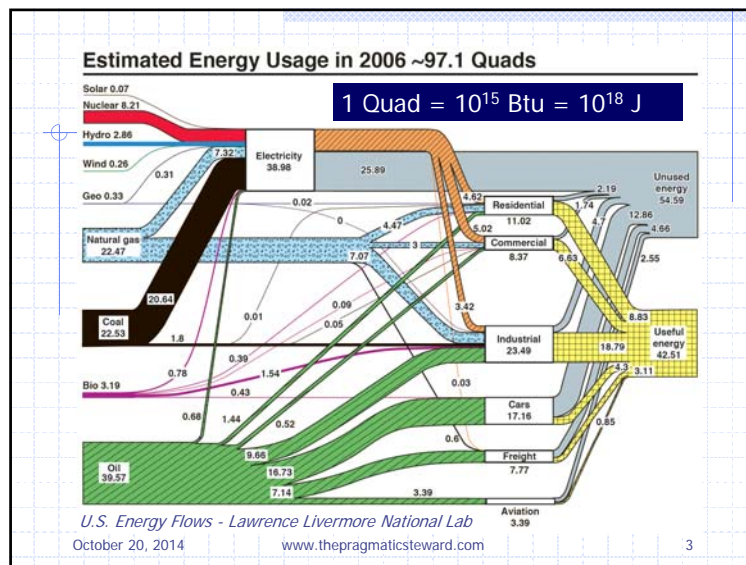 Estimated Energy Usage in 2006 ~97.1 Quads
1 Quad = 10¹⁵ Btu = 10¹⁸ J
Solar 0.07
Nuclear 8.21
Hydro 2.86
Wind 0.26
Geo 0.33
0.31
7.32
Electricity
38.98
25.89
Unused
energy
54.59
0.02
0
4.62
2.19
1.74
4.7
12.86
4.66
2.55
Residential
11.02
5.02
Commercial
8.37
6.63
Natural gas
22.47
4.47
3
7.07
3.42
20.64
0.01
0.09
0.05
Coal
22.53
1.8
0.39
0.78
Industrial
23.49
18.79
8.83
Useful
energy
42.51
4.3
3.11
Bio 3.19
1.54
0.43
0.03
Cars
17.16
0.85
0.68
1.44
0.52
0.6
Freight
7.77
Oil
39.57
9.66
16.73
7.14
3.39
Aviation
3.39
U.S. Energy Flows - Lawrence Livermore National Lab
October 20, 2014
www.thepragmaticsteward.com
3